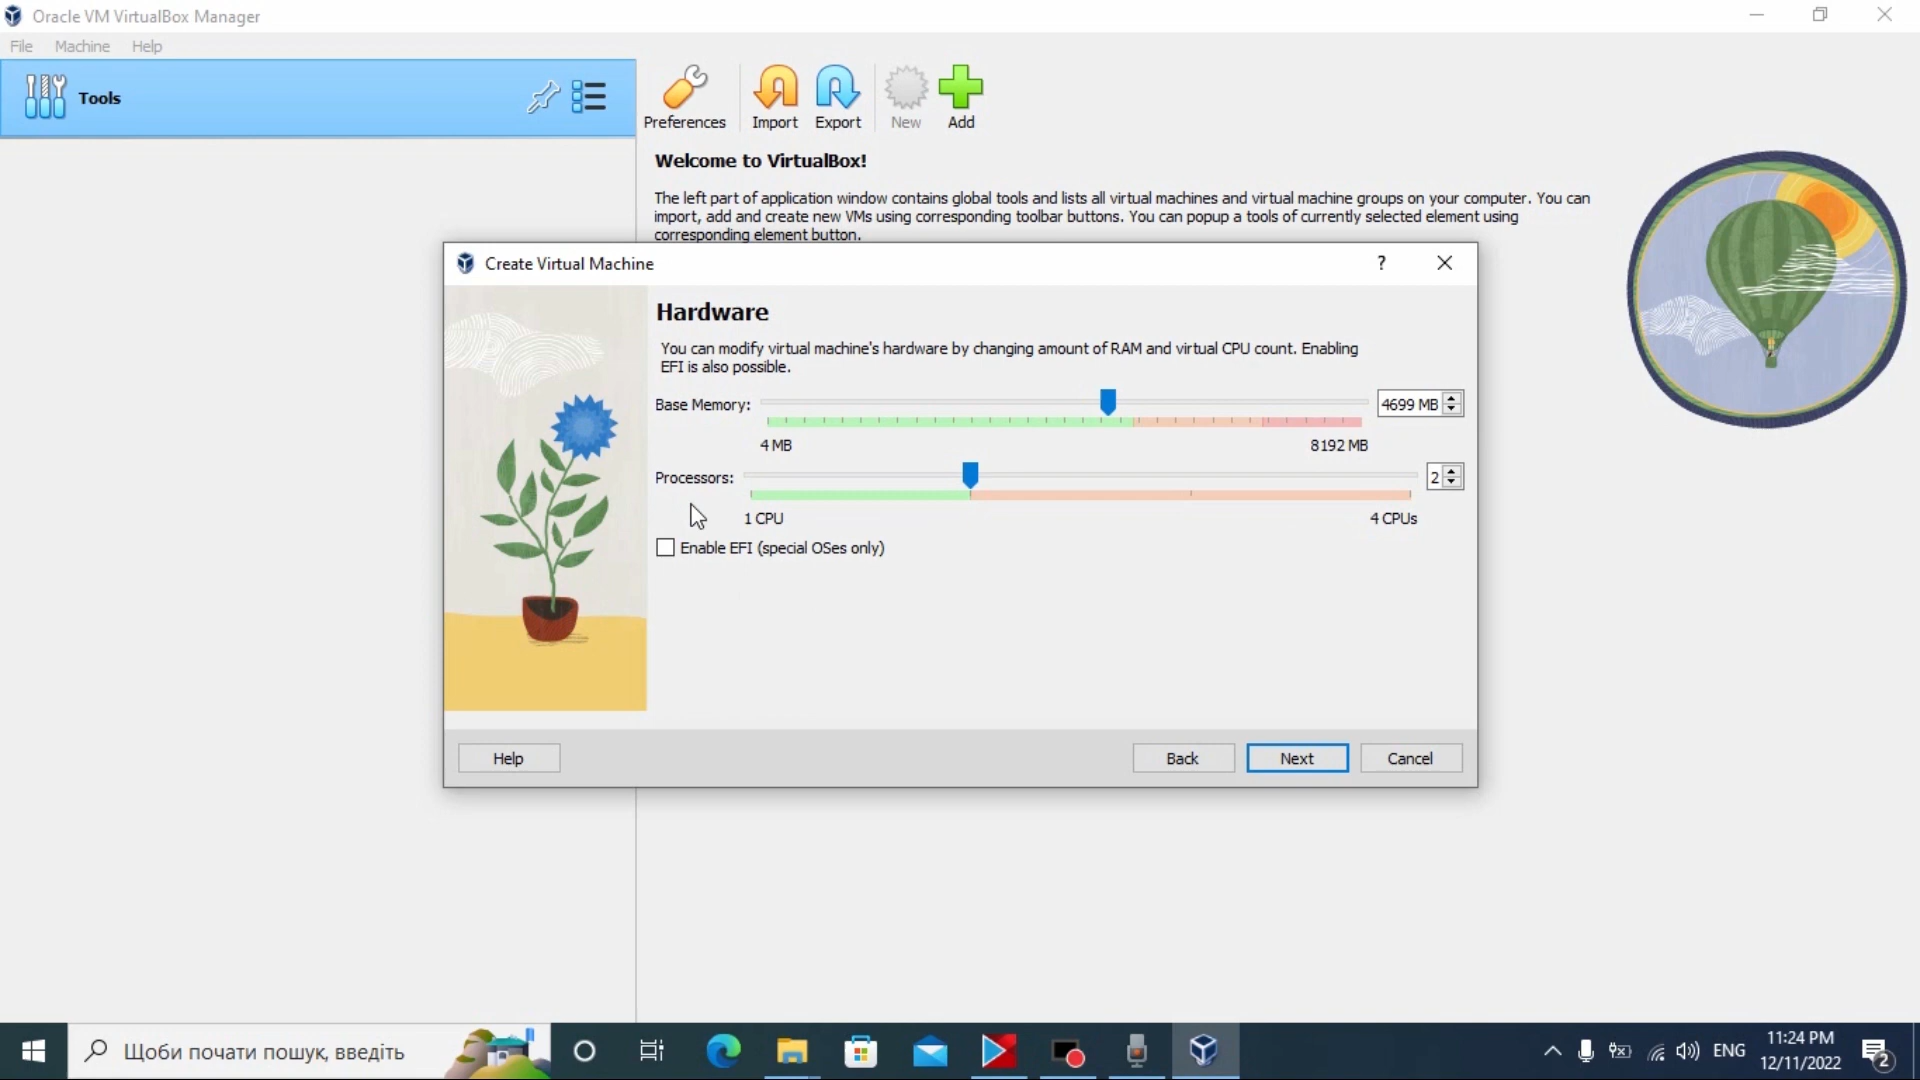 Oracle VM VirtualBox Manager
File Machine Help
Tools
Preferences Import Export New Add
Welcome to VirtualBox!
The left part of application window contains global tools and lists all virtual machines and virtual machine groups on your computer. You can
import, add and create new VMs using corresponding toolbar buttons. You can popup a tools of currently selected element using
corresponding element button.
Create Virtual Machine
?
Hardware
You can modify virtual machine's hardware by changing amount of RAM and virtual CPU count. Enabling
EFI is also possible.
Base Memory: 4699 MB
4 MB 8192 MB
Processors: 2
1 CPU 4 CPUs
Enable EFI (special OSes only)
Help Back Next Cancel
Щоби почати пошук, введіть
ENG
11:24 PM
12/11/2022
2